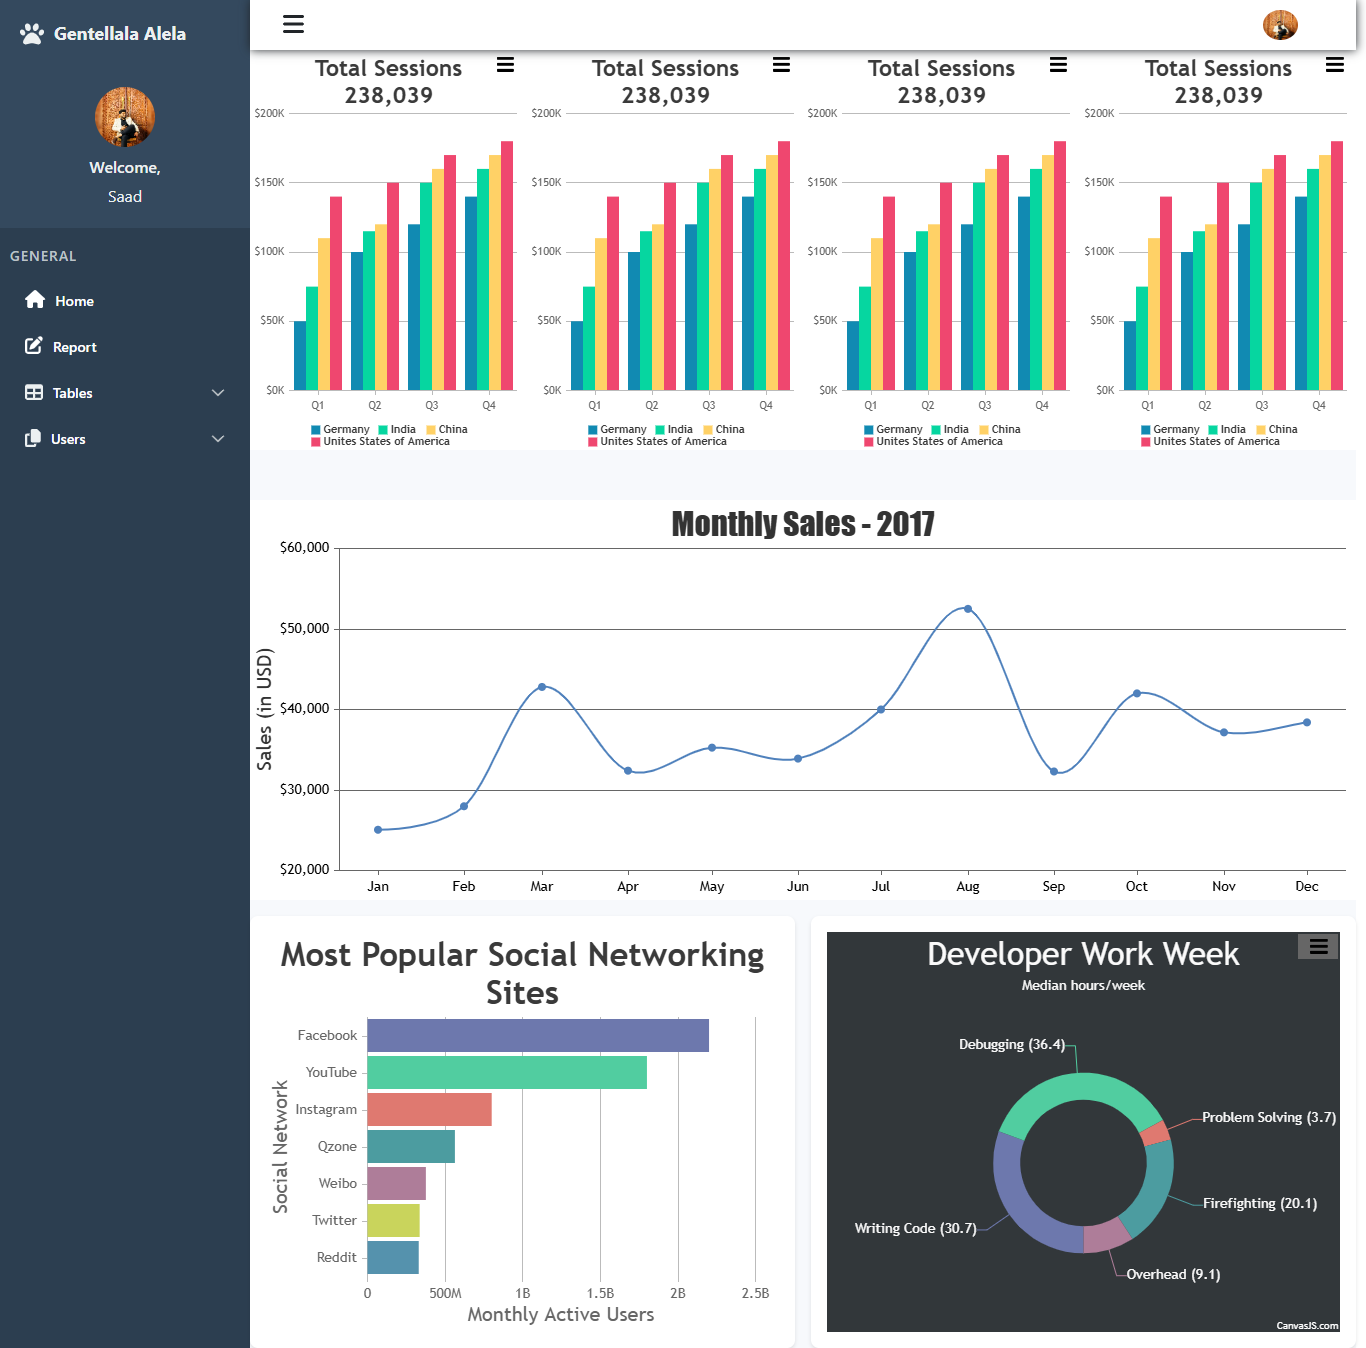 Gentellala Alela
Welcome,
Saad
GENERAL
Home
Report
Tables
Users
Total Sessions
238,039
$200K
$150K
$100K
$50K
$0K
Q1 Q2 Q3 Q4
Germany India China
Unites States of America
Total Sessions
238,039
$200K
$150K
$100K
$50K
$0K
Q1 Q2 Q3 Q4
Germany India China
Unites States of America
Total Sessions
238,039
$200K
$150K
$100K
$50K
$0K
Q1 Q2 Q3 Q4
Germany India China
Unites States of America
Total Sessions
238,039
$200K
$150K
$100K
$50K
$0K
Q1 Q2 Q3 Q4
Germany India China
Unites States of America
Monthly Sales - 2017
Sales (in USD)
$60,000
$50,000
$40,000
$30,000
$20,000
Jan Feb Mar Apr May Jun Jul Aug Sep Oct Nov Dec
Most Popular Social Networking
Sites
Social Network
Facebook
YouTube
Instagram
Qzone
Weibo
Twitter
Reddit
0 500M 1B 1.5B 2B 2.5B
Monthly Active Users
Developer Work Week
Median hours/week
Debugging (36.4)
Problem Solving (3.7)
Firefighting (20.1)
Writing Code (30.7)
Overhead (9.1)
CanvasJS.com